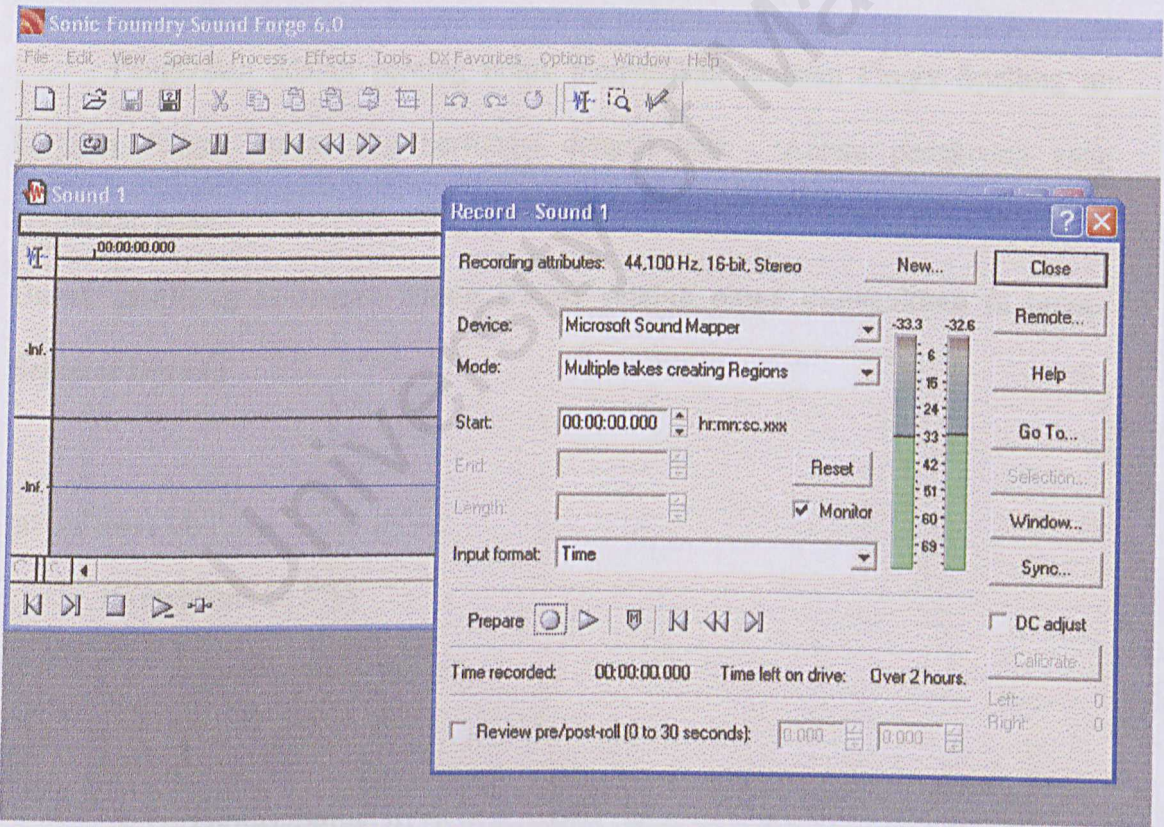 Sonic Foundry Sound Forge 6.0
File Edit View Special Process Effects Tools DX Favorites Options Window Help
Sound 1
00:00:00.000
-Inf.
-Inf.
Record - Sound 1
Recording attributes: 44,100 Hz, 16-bit, Stereo New... Close
Device: Microsoft Sound Mapper -33.3 -32.6 Remote...
Mode: Multiple takes creating Regions Help
6
15
24
33
42
51
60
69
Start: 00:00:00.000 hr:mn:sc.xxx Go To...
End: Reset Selection...
Length: Monitor Window...
Input format: Time Sync...
Prepare M DC adjust
Calibrate...
Time recorded: 00:00:00.000 Time left on drive: Over 2 hours.
Left: 0
Right: 0
Review pre/post-roll (0 to 30 seconds): 0.000 0.000
University of Ma